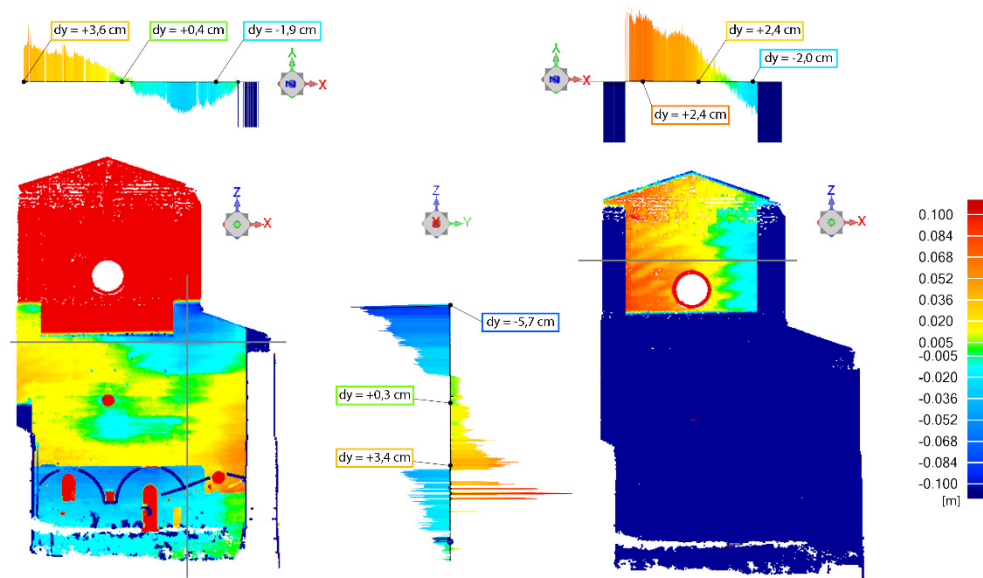 dy = +3,6 cm
dy = +0,4 cm
dy = -1,9 cm
Y
X
dy = +2,4 cm
dy = -2,0 cm
dy = +2,4 cm
Y
X
Z
X
Z
Y
Z
X
dy = -5,7 cm
dy = +0,3 cm
dy = +3,4 cm
0.100
0.084
0.068
0.052
0.036
0.020
0.005
-0.005
-0.020
-0.036
-0.052
-0.068
-0.084
-0.100
[m]